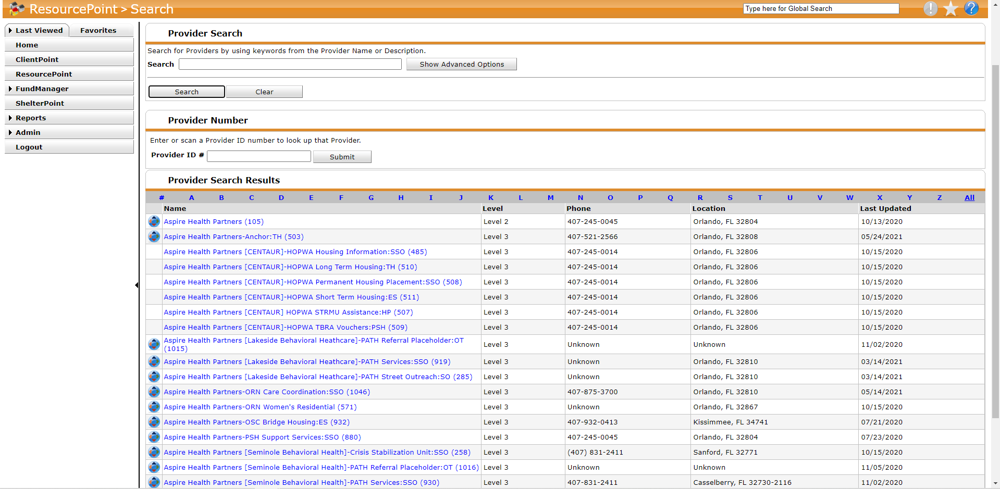 ResourcePoint > Search
Type here for Global Search
Last Viewed
Favorites
Home
ClientPoint
ResourcePoint
FundManager
ShelterPoint
Reports
Admin
Logout
Provider Search
Search for Providers by using keywords from the Provider Name or Description.
Search
Show Advanced Options
Search Clear
Provider Number
Enter or scan a Provider ID number to look up that Provider.
Provider ID # Submit
Provider Search Results
# A B C D E F G H I J K L M N O P Q R S T U V W X Y Z All
Name Level Phone Location Last Updated
Aspire Health Partners (105) Level 2 407-245-0045 Orlando, FL 32804 10/13/2020
Aspire Health Partners-Anchor:TH (503) Level 3 407-521-2566 Orlando, FL 32808 05/24/2021
Aspire Health Partners [CENTAUR]-HOPWA Housing Information:SSO (485) Level 3 407-245-0014 Orlando, FL 32806 10/15/2020
Aspire Health Partners [CENTAUR]-HOPWA Long Term Housing:TH (510) Level 3 407-245-0014 Orlando, FL 32806 10/15/2020
Aspire Health Partners [CENTAUR]-HOPWA Permanent Housing Placement:SSO (508) Level 3 407-245-0014 Orlando, FL 32806 10/15/2020
Aspire Health Partners [CENTAUR]-HOPWA Short Term Housing:ES (511) Level 3 407-245-0014 Orlando, FL 32806 10/15/2020
Aspire Health Partners [CENTAUR] HOPWA STRMU Assistance:HP (507) Level 3 407-245-0014 Orlando, FL 32806 10/15/2020
Aspire Health Partners [CENTAUR]-HOPWA TBRA Vouchers:PSH (509) Level 3 407-245-0014 Orlando, FL 32806 10/15/2020
Aspire Health Partners [Lakeside Behavioral Heathcare]-PATH Referral Placeholder:OT
(1015) Level 3 Unknown Unknown 11/02/2020
Aspire Health Partners [Lakeside Behavioral Heathcare]-PATH Services:SSO (919) Level 3 Unknown Orlando, FL 32810 03/14/2021
Aspire Health Partners [Lakeside Behavioral Heathcare]-PATH Street Outreach:SO (285) Level 3 Unknown Orlando, FL 32810 03/14/2021
Aspire Health Partners-ORN Care Coordination:SSO (1046) Level 3 407-875-3700 Orlando, FL 32810 05/14/2021
Aspire Health Partners-ORN Women's Residential (571) Level 3 Unknown Orlando, FL 32867 10/15/2020
Aspire Health Partners-OSC Bridge Housing:ES (932) Level 3 407-932-0413 Kissimmee, FL 34741 07/21/2020
Aspire Health Partners-PSH Support Services:SSO (880) Level 3 407-245-0045 Orlando, FL 32804 07/23/2020
Aspire Health Partners [Seminole Behavioral Health]-Crisis Stabilization Unit:SSO (258) Level 3 (407) 831-2411 Sanford, FL 32771 10/15/2020
Aspire Health Partners [Seminole Behavioral Health]-PATH Referral Placeholder:OT (1016) Level 3 Unknown Unknown 11/05/2020
Aspire Health Partners [Seminole Behavioral Health]-PATH Services:SSO (930) Level 3 407-831-2411 Casselberry, FL 32730-2116 11/02/2020